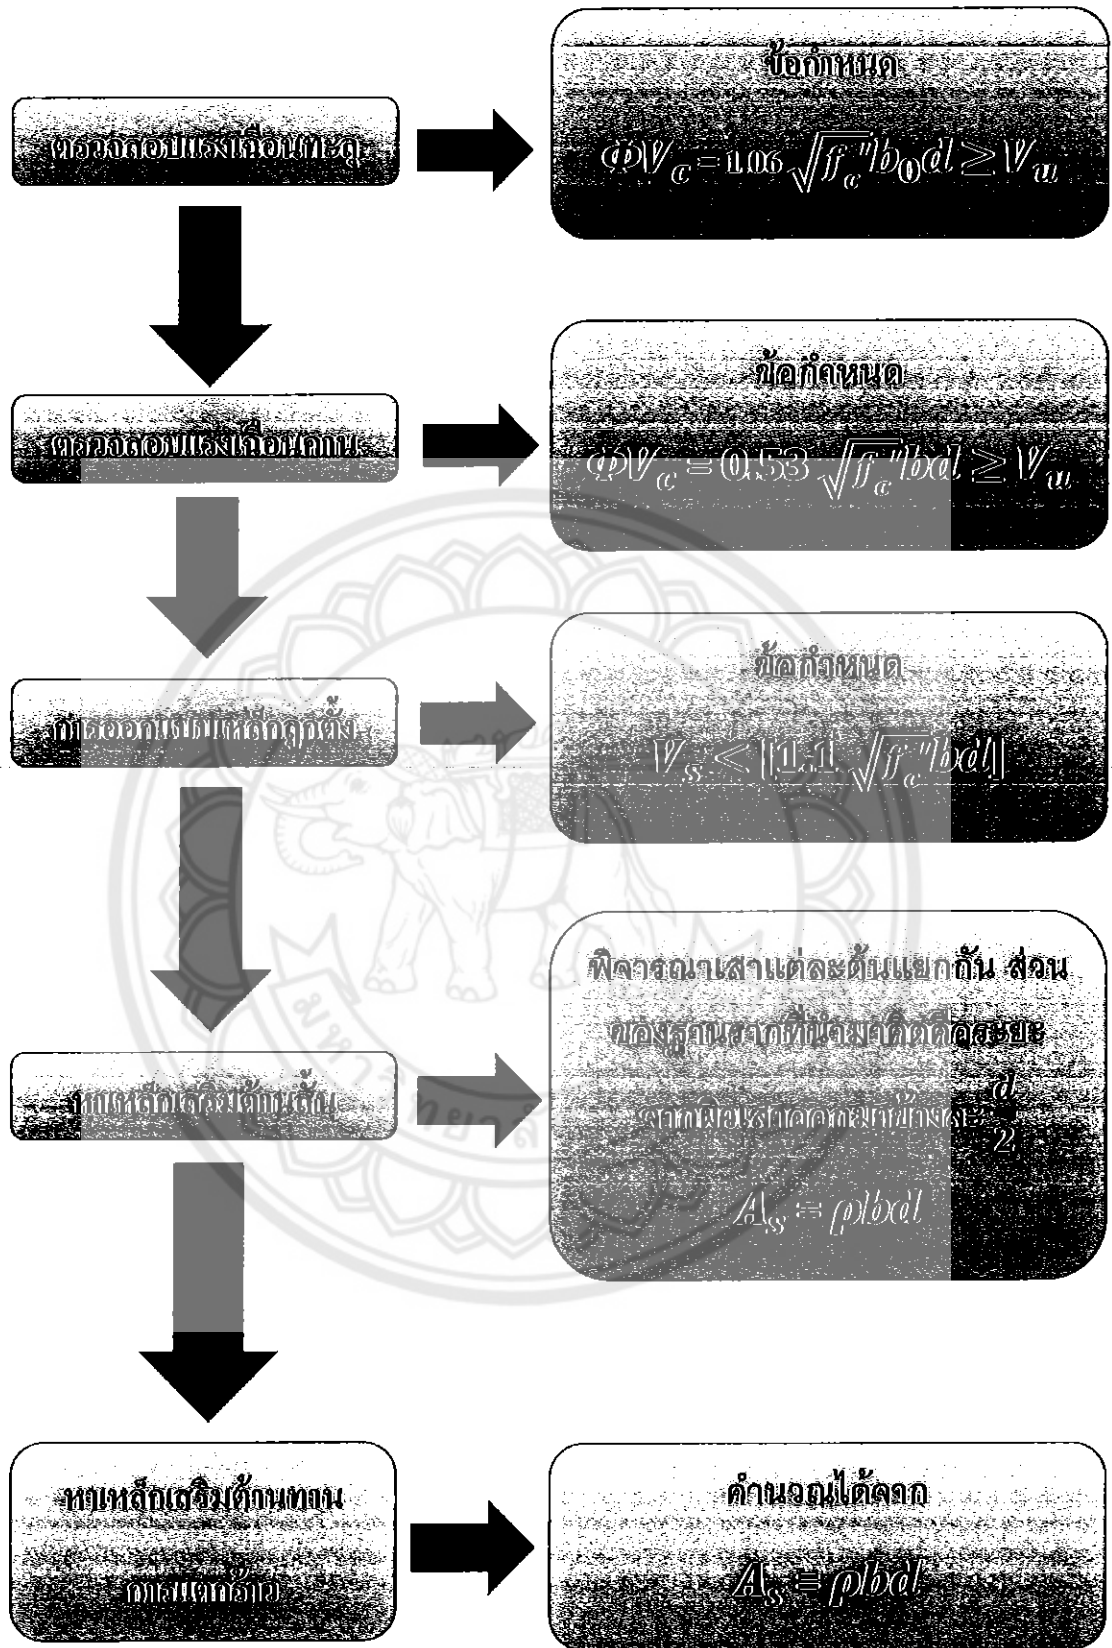 ตรวจสอบแรงเฉือนทะลุ
ข้อกำหนด
ΦV_c = 1.06 √f_c' b_0 d ≥ V_u
ตรวจสอบแรงเฉือนคาน
ข้อกำหนด
ΦV_c = 0.53 √f_c' bd ≥ V_u
การออกแบบเหล็กลูกตั้ง
ข้อกำหนด
V_s < [1.1 √f_c' bd]
หาเหล็กเสริมด้านสั้น
พิจารณาเสาแต่ละต้นแยกกัน ส่วน
ของฐานรากที่นำมาคิดคือระยะ
จากผิวเสาออกมาข้างละ d/2
A_s = ρbd
หาเหล็กเสริมต้านทาน
การแตกร้าว
คำนวณได้จาก
A_s = ρbd